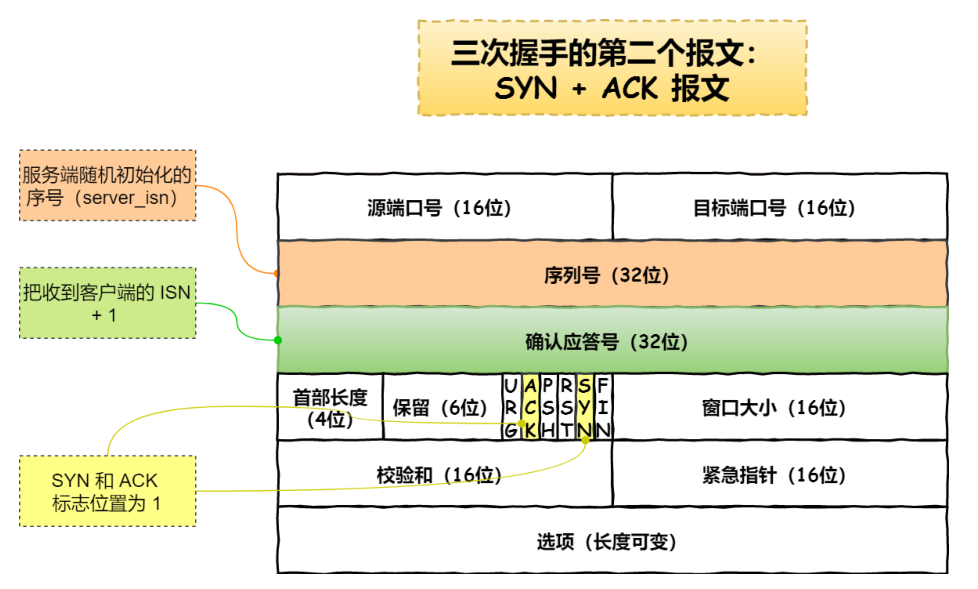 三次握手的第二个报文：
SYN + ACK 报文
服务端随机初始化的
序号（server_isn）
源端口号（16位）
目标端口号（16位）
序列号（32位）
把收到客户端的 ISN
+ 1
确认应答号（32位）
首部长度
（4位）
保留（6位）
URG
ACK
PSH
RST
SYN
FIN
窗口大小（16位）
SYN 和 ACK
标志位置为 1
校验和（16位）
紧急指针（16位）
选项（长度可变）